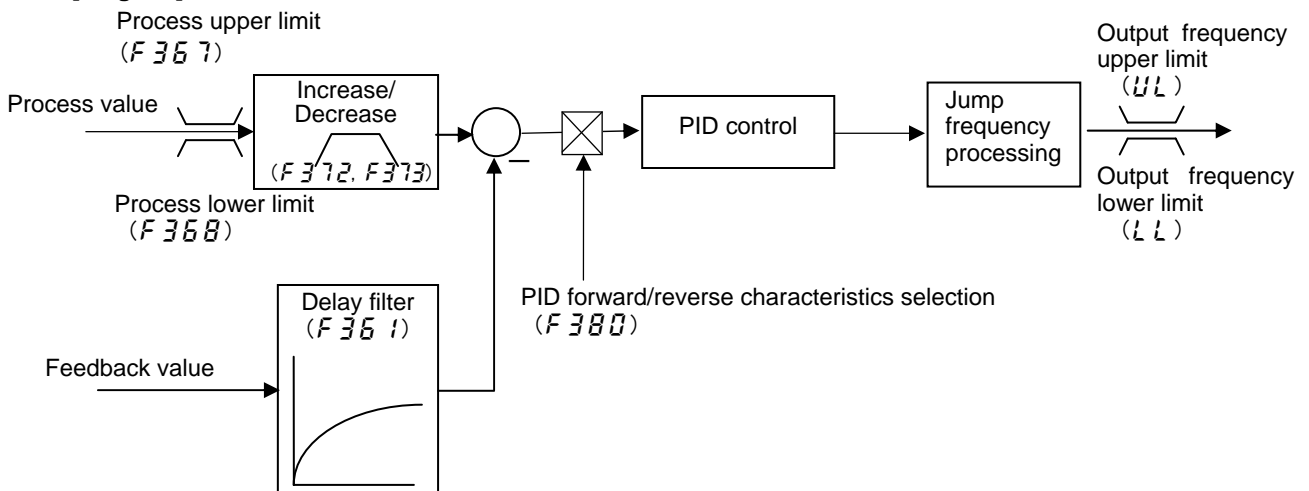 Process upper limit
(F367)
Process value
Increase/
Decrease
(F372, F373)
Process lower limit
(F368)
PID control
Jump
frequency
processing
Output frequency
upper limit
(UL)
Output frequency
lower limit
(LL)
Delay filter
(F361)
PID forward/reverse characteristics selection
(F380)
Feedback value